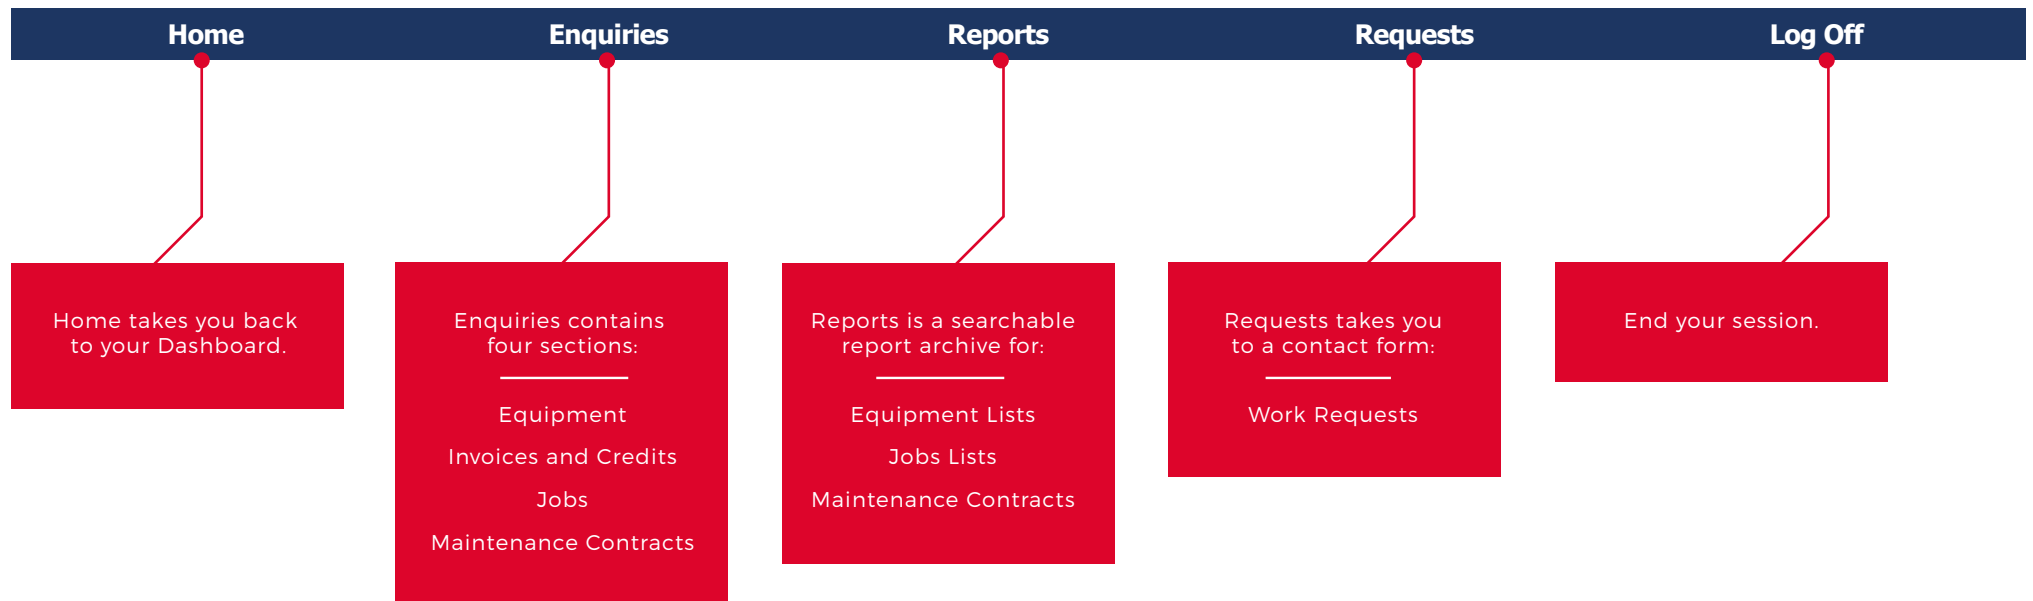 Home
Enquiries
Reports
Requests
Log Off
Home takes you back
to your Dashboard.
Enquiries contains
four sections:
Equipment
Invoices and Credits
Jobs
Maintenance Contracts
Reports is a searchable
report archive for:
Equipment Lists
Jobs Lists
Maintenance Contracts
Requests takes you
to a contact form:
Work Requests
End your session.